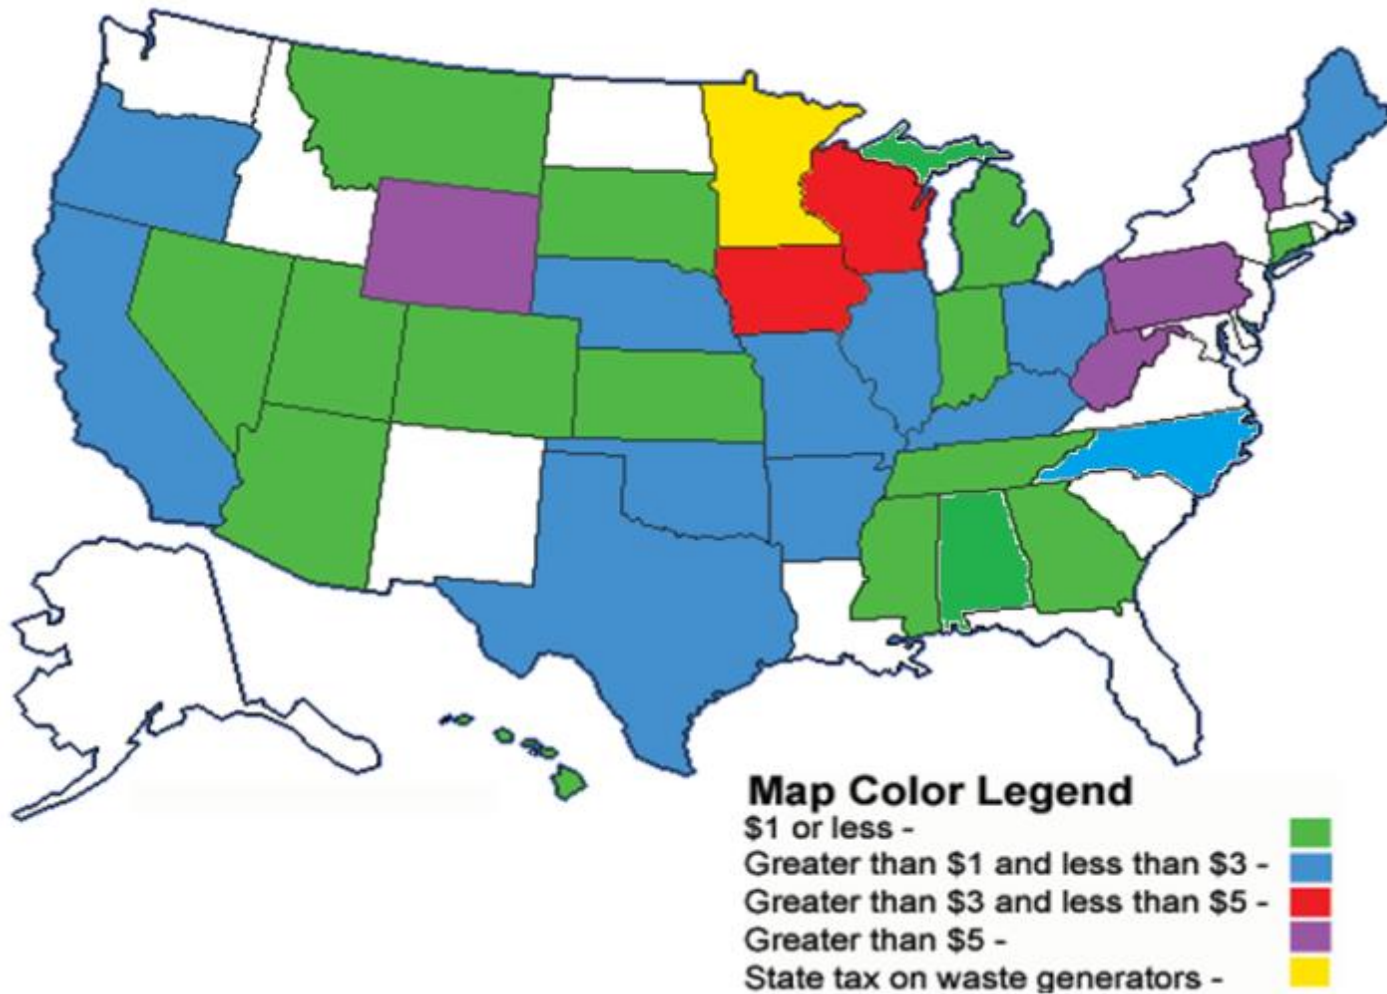 Map Color Legend
$1 or less -
Greater than $1 and less than $3 -
Greater than $3 and less than $5 -
Greater than $5 -
State tax on waste generators -